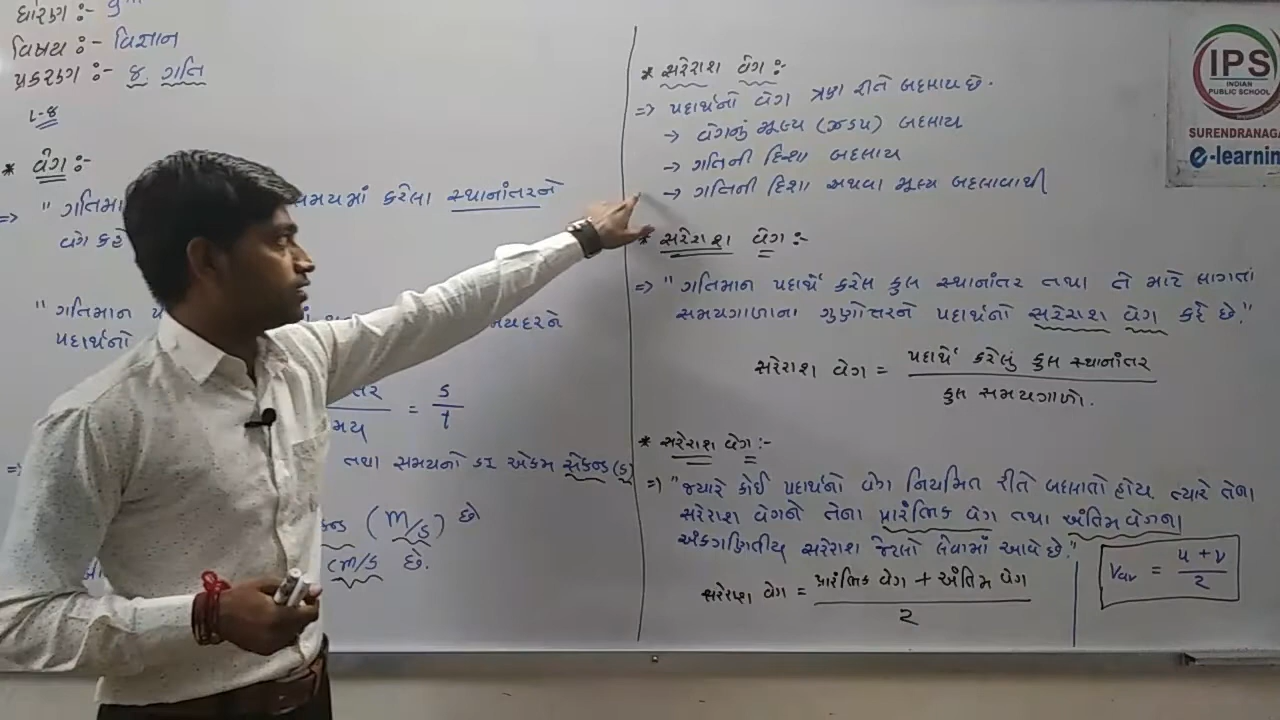 ધોરણ :-
વિષય :- વિજ્ઞાન
પ્રકરણ :- ૪. ગતિ
L-૪
* વેગ :-
=> " ગતિમા સમયમાં કરેલા સ્થાનાંતરને
વેગ કહે
" ગતિમાન
પદાર્થનો
= s/t
=> તથા સમયનો SI એકમ સેકન્ડ (s)
(m/s) છે
cm/s છે.
* સરેરાશ વેગ :-
=> પદાર્થનો વેગ ત્રણ રીતે બદલાય છે.
→ વેગનું મૂલ્ય (ઝડપ) બદલાય
→ ગતિની દિશા બદલાય
→ ગતિની દિશા અથવા મૂલ્ય બદલાવાથી
* સરેરાશ વેગ :-
=> " ગતિમાન પદાર્થે કરેલ કુલ સ્થાનાંતર તથા તે માટે લાગતાં
સમયગાળાના ગુણોત્તરને પદાર્થનો સરેરાશ વેગ કહે છે."
સરેરાશ વેગ = પદાર્થે કરેલું કુલ સ્થાનાંતર
કુલ સમયગાળો.
* સરેરાશ વેગ :-
=> "જ્યારે કોઈ પદાર્થનો વેગ નિયમિત રીતે બદલાતો હોય, ત્યારે તેના
સરેરાશ વેગને તેના પ્રારંભિક વેગ તથા અંતિમ વેગના
અંકગણિતીય સરેરાશ જેટલો લેવામાં આવે છે."
સરેરાશ વેગ = પ્રારંભિક વેગ + અંતિમ વેગ
2
Vav = u + v
2
IPS
INDIAN
PUBLIC SCHOOL
SURENDRANAGA
e-learnin